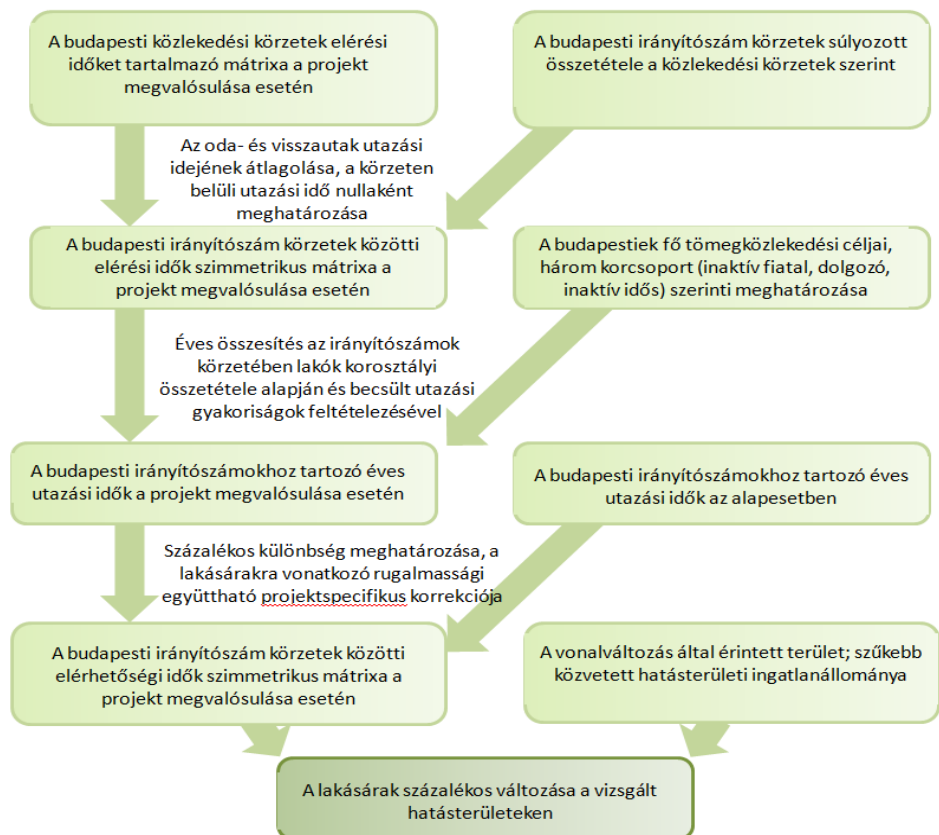 A budapesti közlekedési körzetek elérési
időket tartalmazó mátrixa a projekt
megvalósulása esetén
A budapesti irányítószám körzetek súlyozott
összetétele a közlekedési körzetek szerint
Az oda- és visszautak utazási
idejének átlagolása, a körzeten
belüli utazási idő nullaként
meghatározása
A budapesti irányítószám körzetek közötti
elérési idők szimmetrikus mátrixa a
projekt megvalósulása esetén
A budapestiek fő tömegközlekedési céljai,
három korcsoport (inaktív fiatal, dolgozó,
inaktív idős) szerinti meghatározása
Éves összesítés az irányítószámok
körzetében lakók korosztályi
összetétele alapján és becsült utazási
gyakoriságok feltételezésével
A budapesti irányítószámokhoz tartozó éves
utazási idők a projekt megvalósulása esetén
A budapesti irányítószámokhoz tartozó éves
utazási idők az alapesetben
Százalékos különbség meghatározása, a
lakásárakra vonatkozó rugalmassági
együttható projektspecifikus korrekciója
A budapesti irányítószám körzetek közötti
elérhetőségi idők szimmetrikus mátrixa a
projekt megvalósulása esetén
A vonalváltozás által érintett terület; szűkebb
közvetett hatásterületi ingatlanállománya
A lakásárak százalékos változása a vizsgált
hatásterületeken